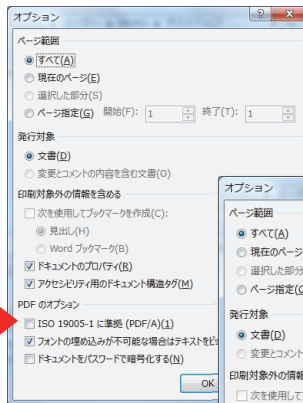 オプション
ページ範囲
すべて(A)
現在のページ(E)
選択した部分(S)
ページ指定(G) 開始(F): 1 終了(T): 1
発行対象
文書(D)
変更とコメントの内容を含む文書(O)
印刷対象外の情報を含める
次を使用してブックマークを作成(C):
見出し(H)
Word ブックマーク(B)
ドキュメントのプロパティ(R)
アクセシビリティ用のドキュメント構造タグ(M)
PDF のオプション
ISO 19005-1 に準拠 (PDF/A)(1)
フォントの埋め込みが不可能な場合はテキストをビ
ドキュメントをパスワードで暗号化する(N)
OK
オプション
ページ範囲
すべて(A)
現在のページ
選択した部分
ページ指定(G
発行対象
文書(D)
変更とコメント
印刷対象外の情報
次を使用して